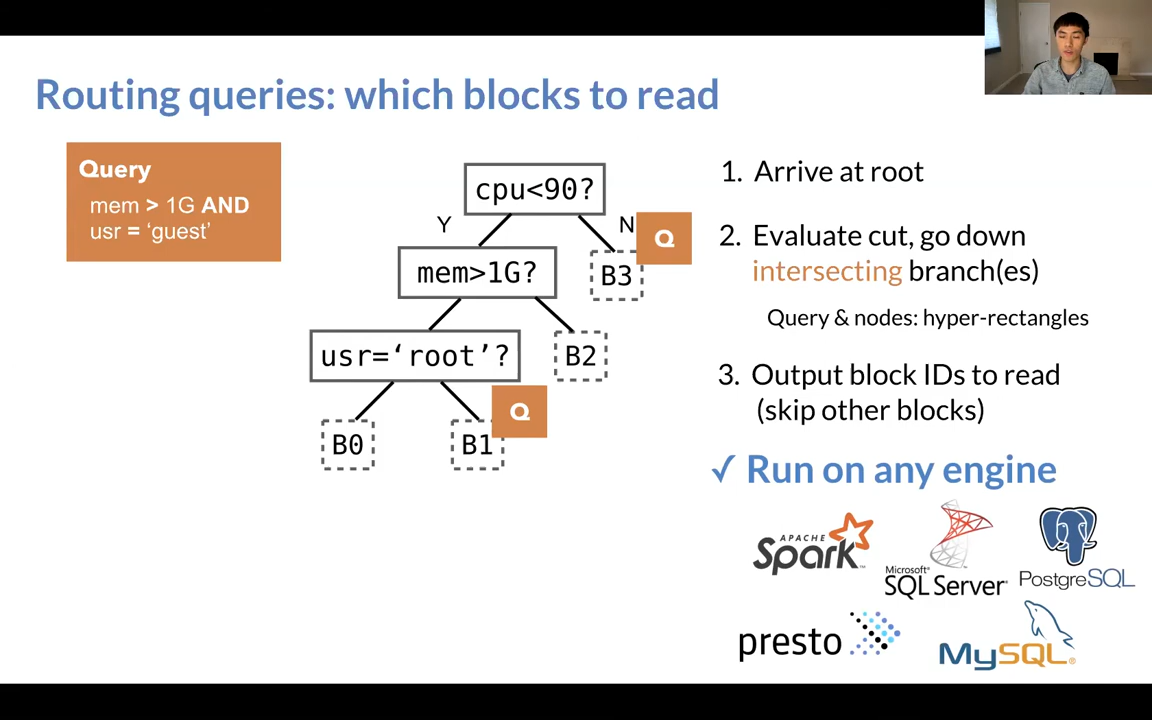 Routing queries: which blocks to read
Query
mem > 1G AND
usr = ‘guest’
cpu<90?
Y
N
Q
mem>1G?
B3
usr=‘root’?
B2
Q
B0
B1
1. Arrive at root
2. Evaluate cut, go down
intersecting branch(es)
Query & nodes: hyper-rectangles
3. Output block IDs to read
(skip other blocks)
✓ Run on any engine
APACHE
Spark™
Microsoft®
SQL Server®
PostgreSQL
presto
MySQL®